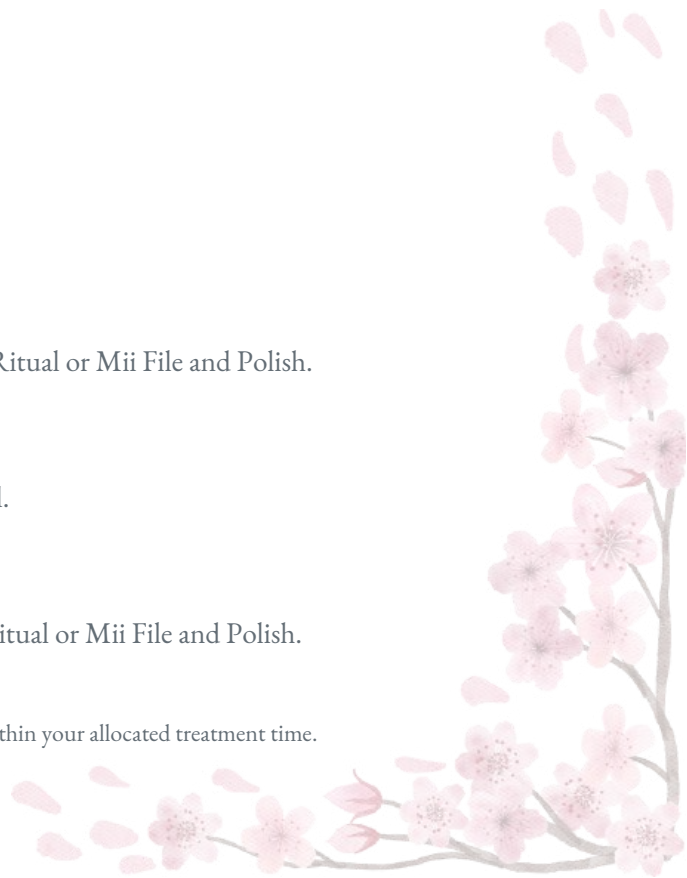 Ritual or Mii File and Polish.
l.
itual or Mii File and Polish.
thin your allocated treatment time.